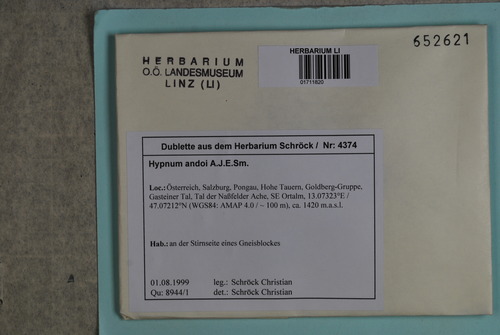 HERBARIUM
O.Ö. LANDESMUSEUM
LINZ (LI)
HERBARIUM LI
01711620
652621
Dublette aus dem Herbarium Schröck / Nr: 4374
Hypnum andoi A.J.E.Sm.
Loc.: Österreich, Salzburg, Pongau, Hohe Tauern, Goldberg-Gruppe,
Gasteiner Tal, Tal der Naßfelder Ache, SE Ortalm, 13.07323°E /
47.07212°N (WGS84: AMAP 4.0 / ~ 100 m), ca. 1420 m.a.s.l.
Hab.: an der Stirnseite eines Gneisblockes
01.08.1999 leg.: Schröck Christian
Qu: 8944/1 det.: Schröck Christian